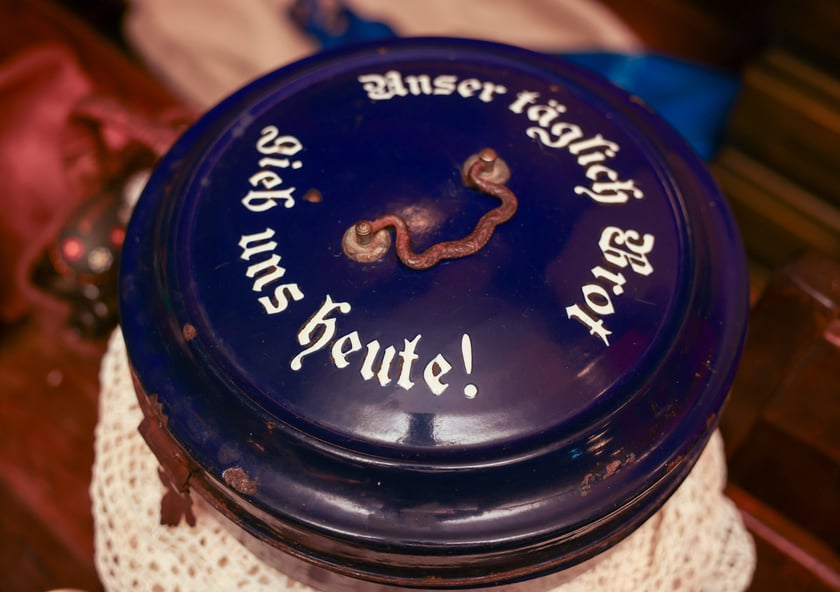 Unser täglich Brot
gieb uns heute!